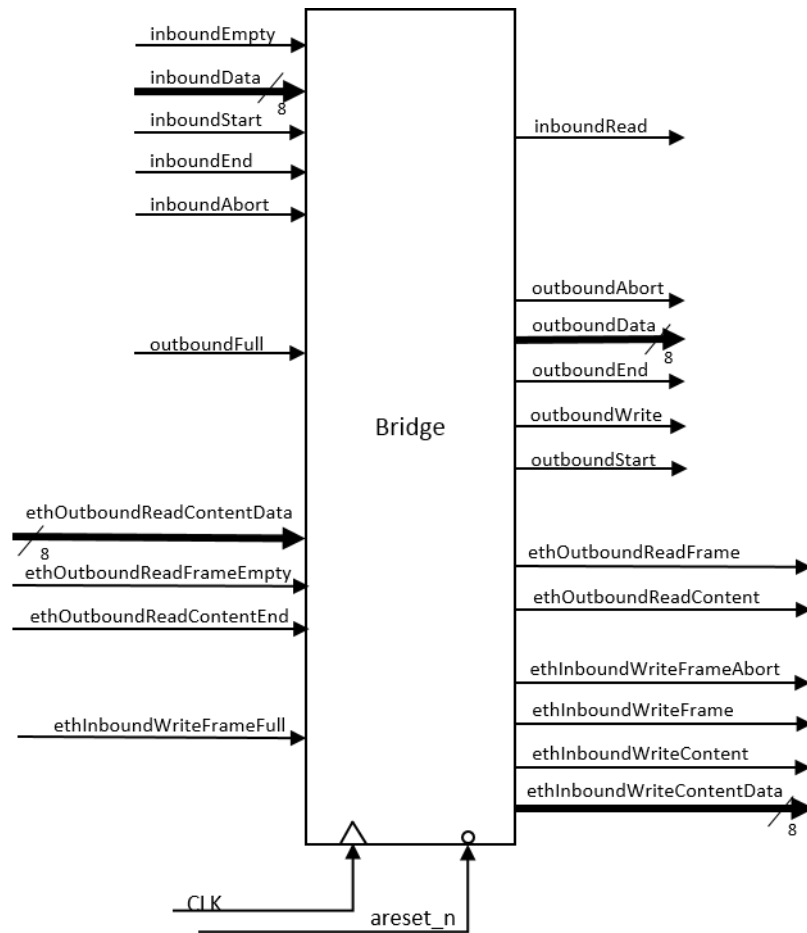 inboundEmpty
inboundData
8
inboundStart
inboundRead
inboundEnd
inboundAbort
outboundAbort
outboundData
8
outboundFull
outboundEnd
outboundWrite
Bridge
outboundStart
ethOutboundReadContentData
8
ethOutboundReadFrame
ethOutboundReadFrameEmpty
ethOutboundReadContent
ethOutboundReadContentEnd
ethInboundWriteFrameAbort
ethInboundWriteFrame
ethInboundWriteFrameFull
ethInboundWriteContent
ethInboundWriteContentData
8
CLK
areset_n